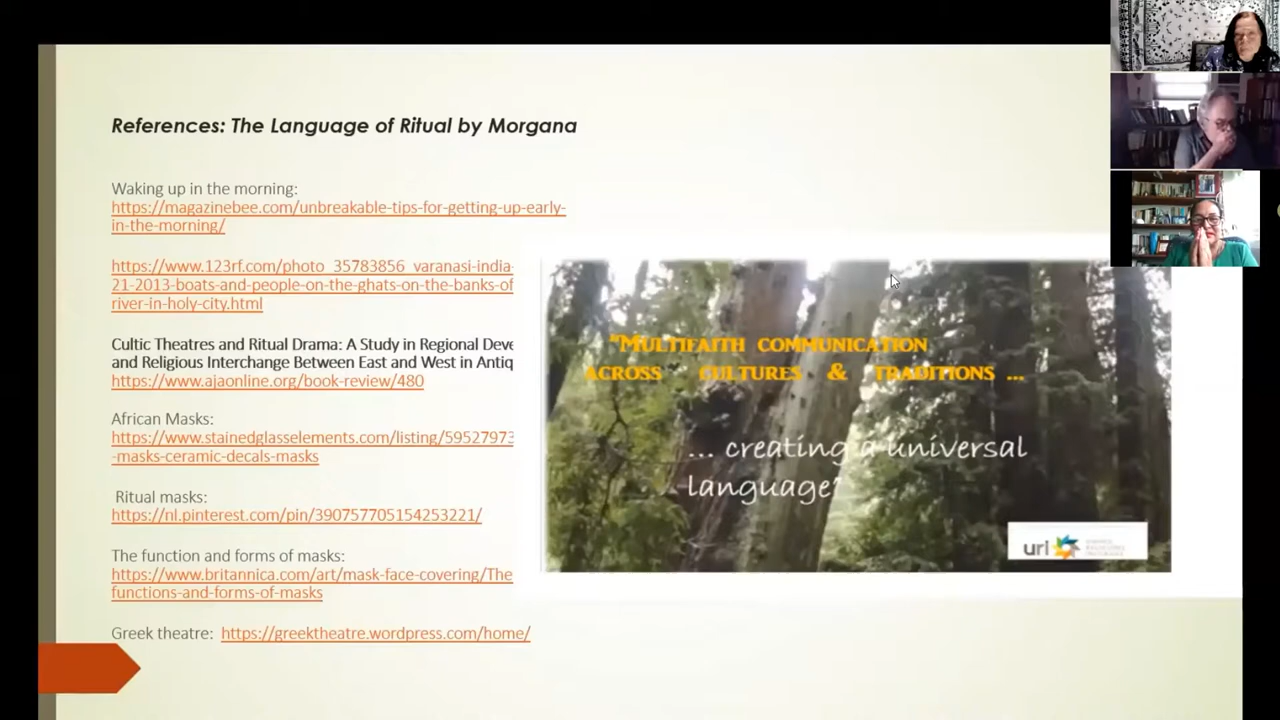 References: The Language of Ritual by Morgana
Waking up in the morning:
https://magazinebee.com/unbreakable-tips-for-getting-up-early-
in-the-morning/
https://www.123rf.com/photo_35783856_varanasi-india-
21-2013-boats-and-people-on-the-ghats-on-the-banks-of
river-in-holy-city.html
Cultic Theatres and Ritual Drama: A Study in Regional Deve
and Religious Interchange Between East and West in Antiq
https://www.ajaonline.org/book-review/480
African Masks:
https://www.stainedglasselements.com/listing/59527973
-masks-ceramic-decals-masks
Ritual masks:
https://nl.pinterest.com/pin/390757705154253221/
The function and forms of masks:
https://www.britannica.com/art/mask-face-covering/The
functions-and-forms-of-masks
Greek theatre: https://greektheatre.wordpress.com/home/
"Multifaith communication
across cultures & traditions ...
... creating a universal
language?
uri